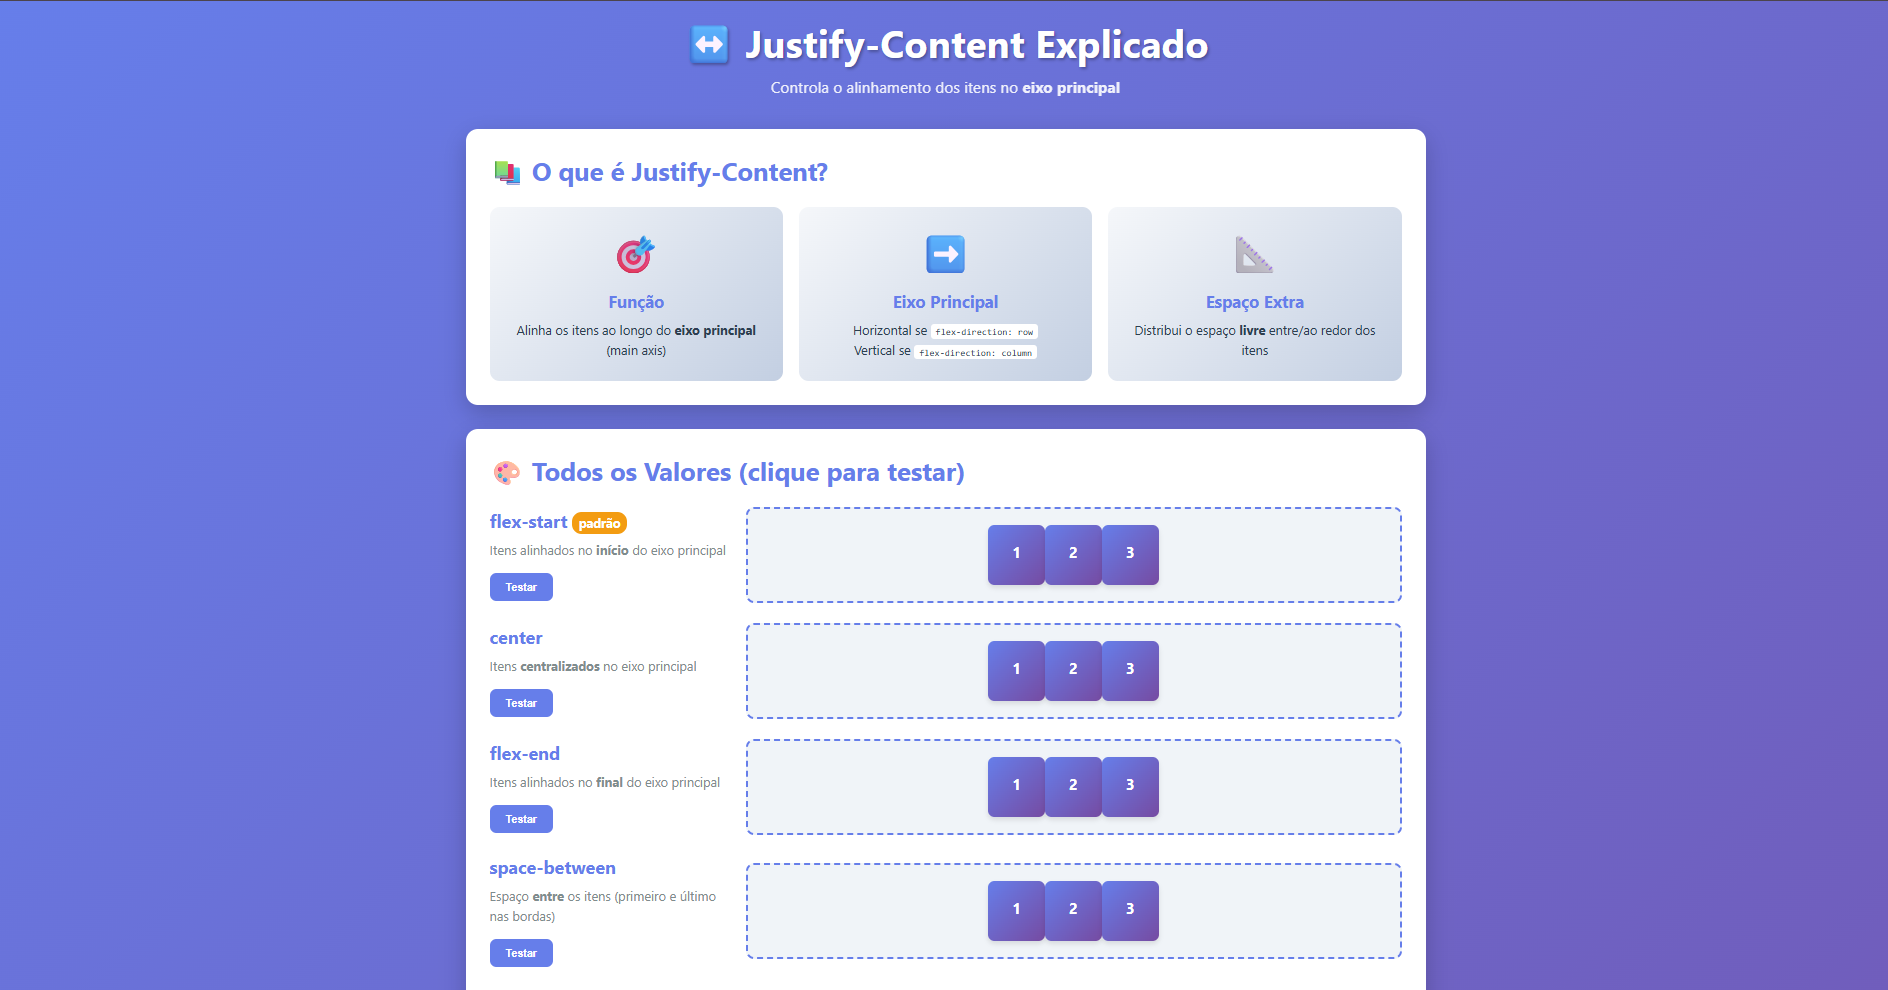 Justify-Content Explicado
Controla o alinhamento dos itens no eixo principal
O que é Justify-Content?
Função
Alinha os itens ao longo do eixo principal
(main axis)
Eixo Principal
Horizontal se flex-direction: row
Vertical se flex-direction: column
Espaço Extra
Distribui o espaço livre entre/ao redor dos
itens
Todos os Valores (clique para testar)
flex-start padrão
Itens alinhados no início do eixo principal
Testar
1 2 3
center
Itens centralizados no eixo principal
Testar
1 2 3
flex-end
Itens alinhados no final do eixo principal
Testar
1 2 3
space-between
Espaço entre os itens (primeiro e último
nas bordas)
Testar
1 2 3